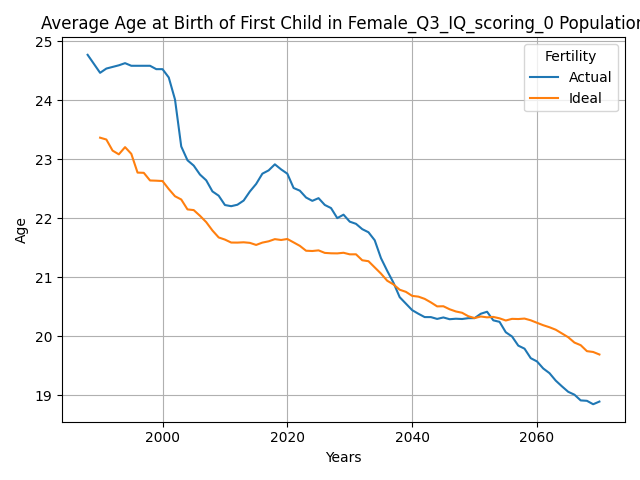 Average Age at Birth of First Child in Female_Q3_IQ_scoring_0 Population
Fertility
Actual
Ideal
25
24
23
22
21
20
19
Age
2000
2020
2040
2060
Years